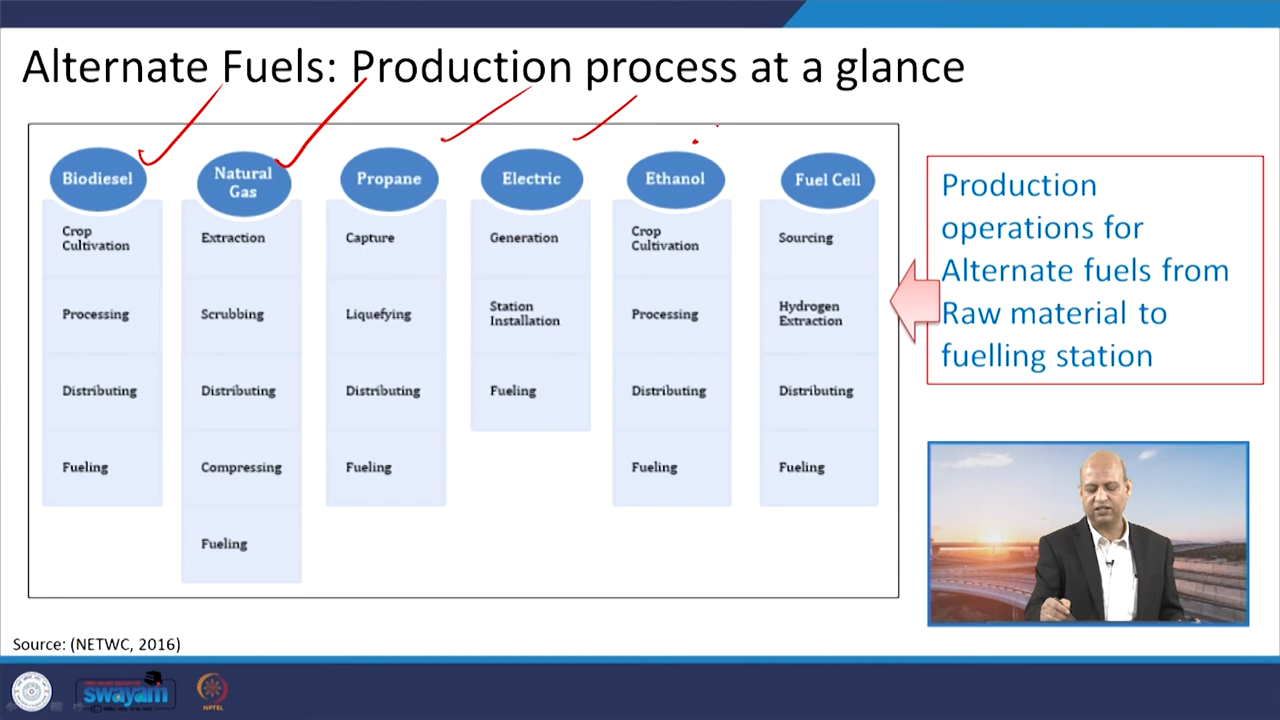 Alternate Fuels: Production process at a glance
Biodiesel
Crop
Cultivation
Processing
Distributing
Fueling
Natural
Gas
Extraction
Scrubbing
Distributing
Compressing
Fueling
Propane
Capture
Liquefying
Distributing
Fueling
Electric
Generation
Station
Installation
Fueling
Ethanol
Crop
Cultivation
Processing
Distributing
Fueling
Fuel Cell
Sourcing
Hydrogen
Extraction
Distributing
Fueling
Production
operations for
Alternate fuels from
Raw material to
fuelling station
Source: (NETWC, 2016)
swayam
NPTEL